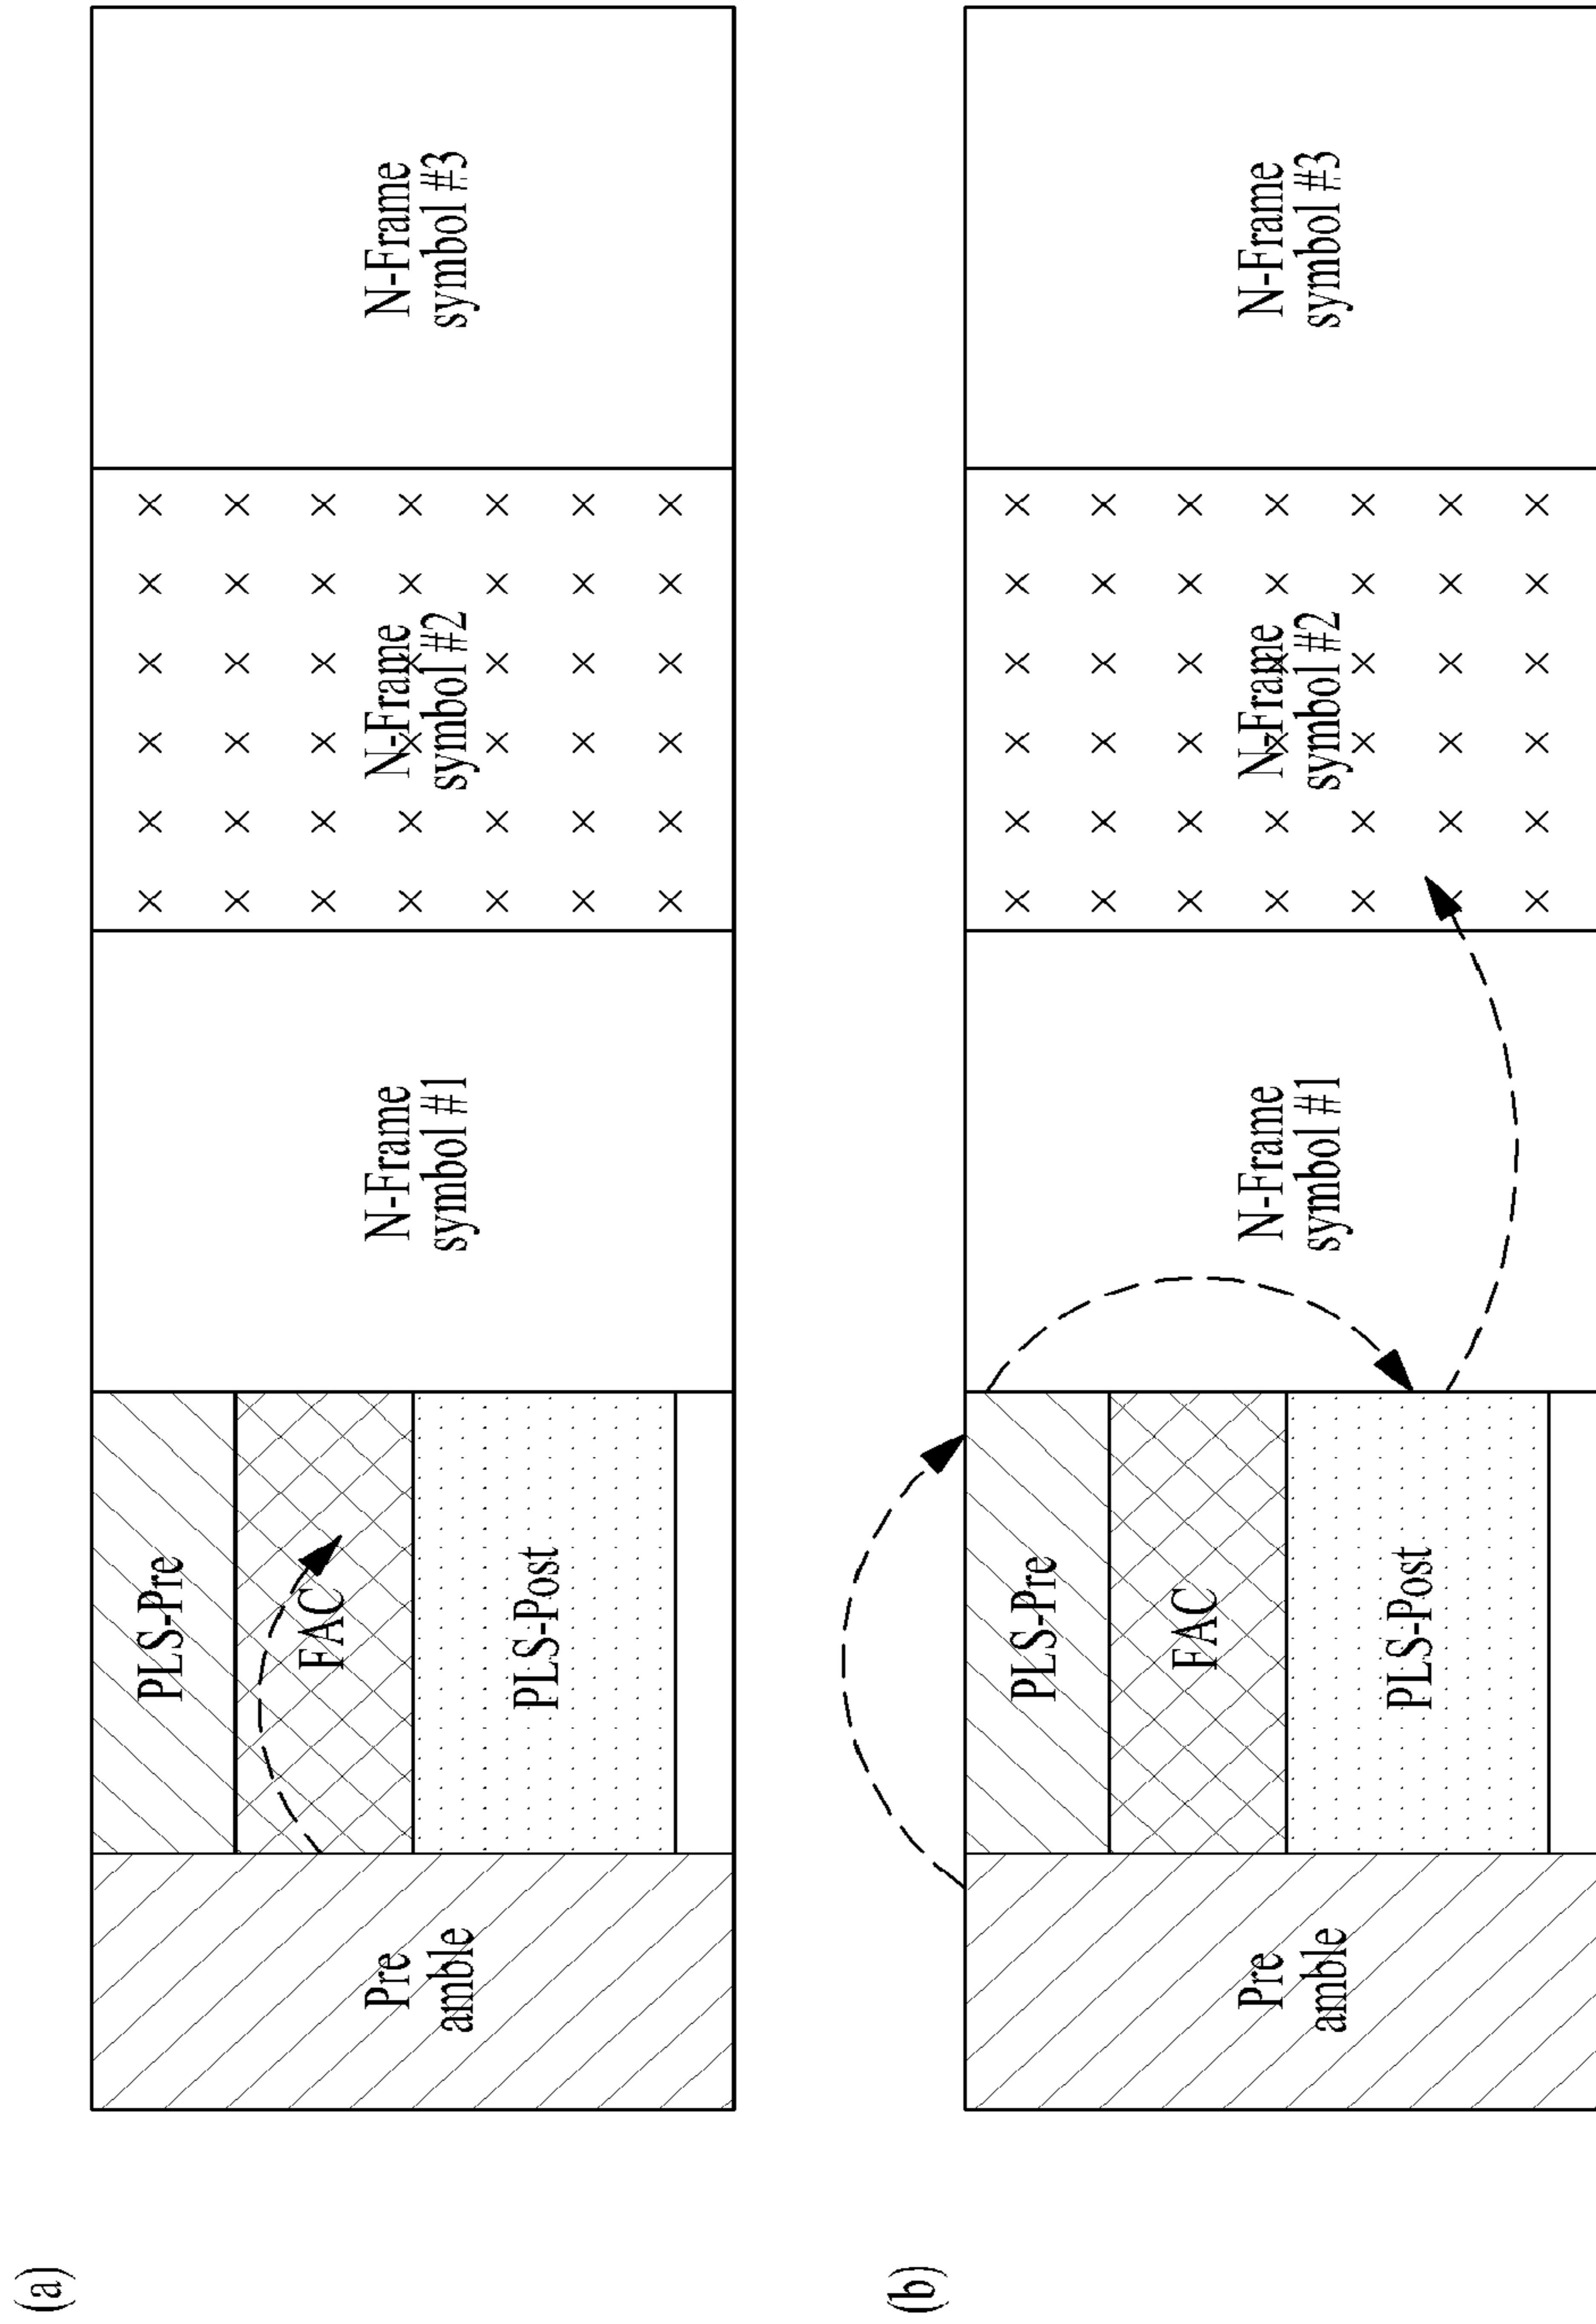 (a)
Pre
amble
PLS-Pre
FAC
PLS-Post
N-Frame
symbol #1
N-Frame
symbol #2
N-Frame
symbol #3
(b)
Pre
amble
PLS-Pre
FAC
PLS-Post
N-Frame
symbol #1
N-Frame
symbol #2
N-Frame
symbol #3